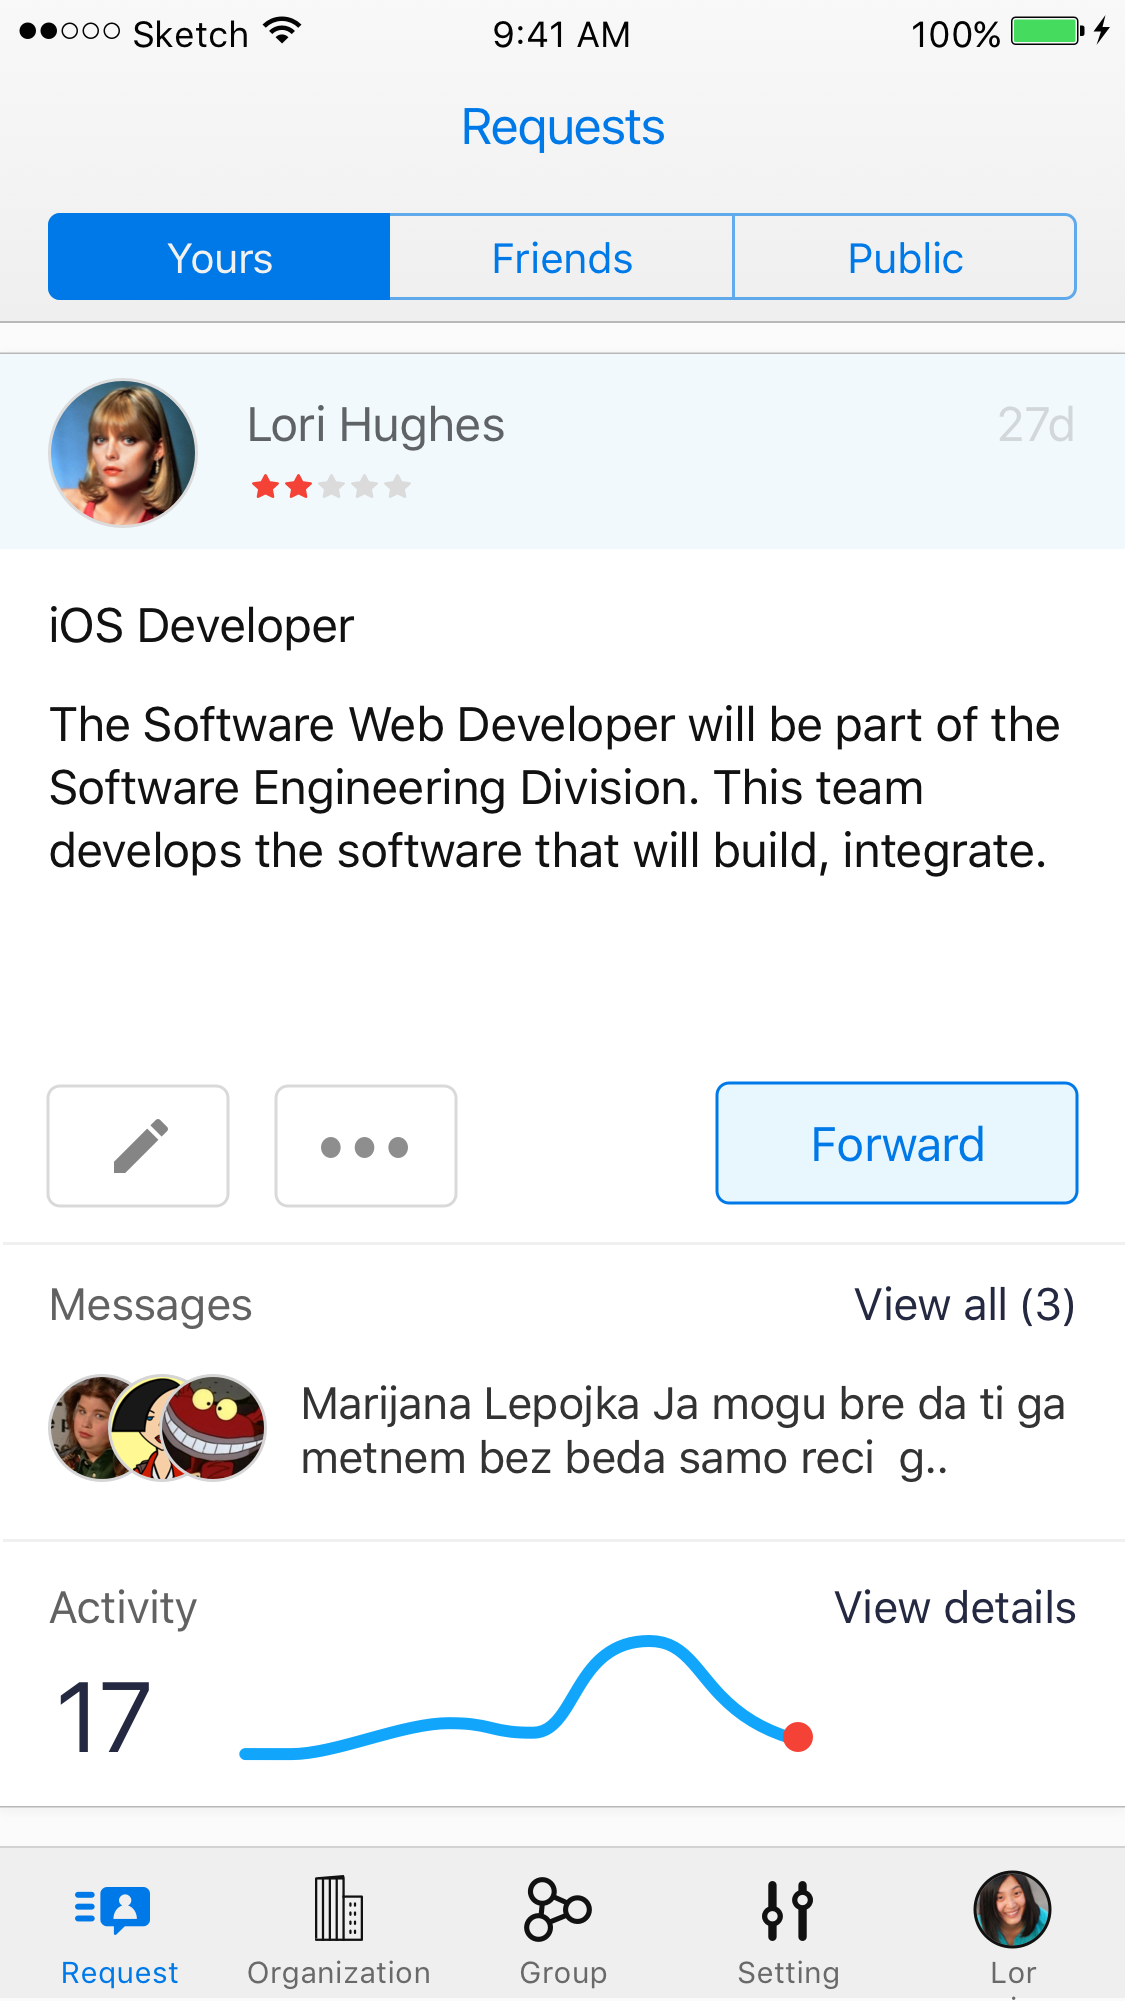 Sketch 9:41 AM 100%
Requests
Yours Friends Public
Lori Hughes 27d
iOS Developer
The Software Web Developer will be part of the
Software Engineering Division. This team
develops the software that will build, integrate.
Forward
Messages View all (3)
Marijana Lepojka Ja mogu bre da ti ga
metnem bez beda samo reci g..
Activity View details
17
Request Organization Group Setting Lor